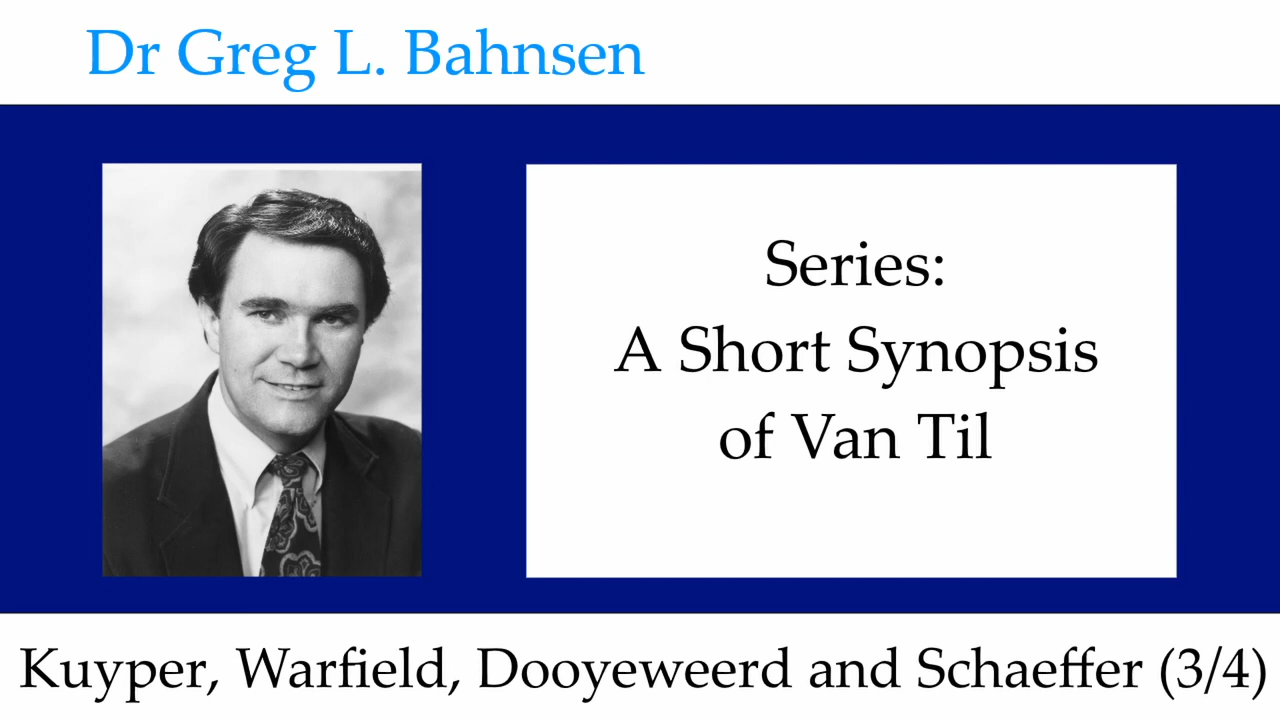 Dr Greg L. Bahnsen
Series:
A Short Synopsis
of Van Til
Kuyper, Warfield, Dooyeweerd and Schaeffer (3/4)